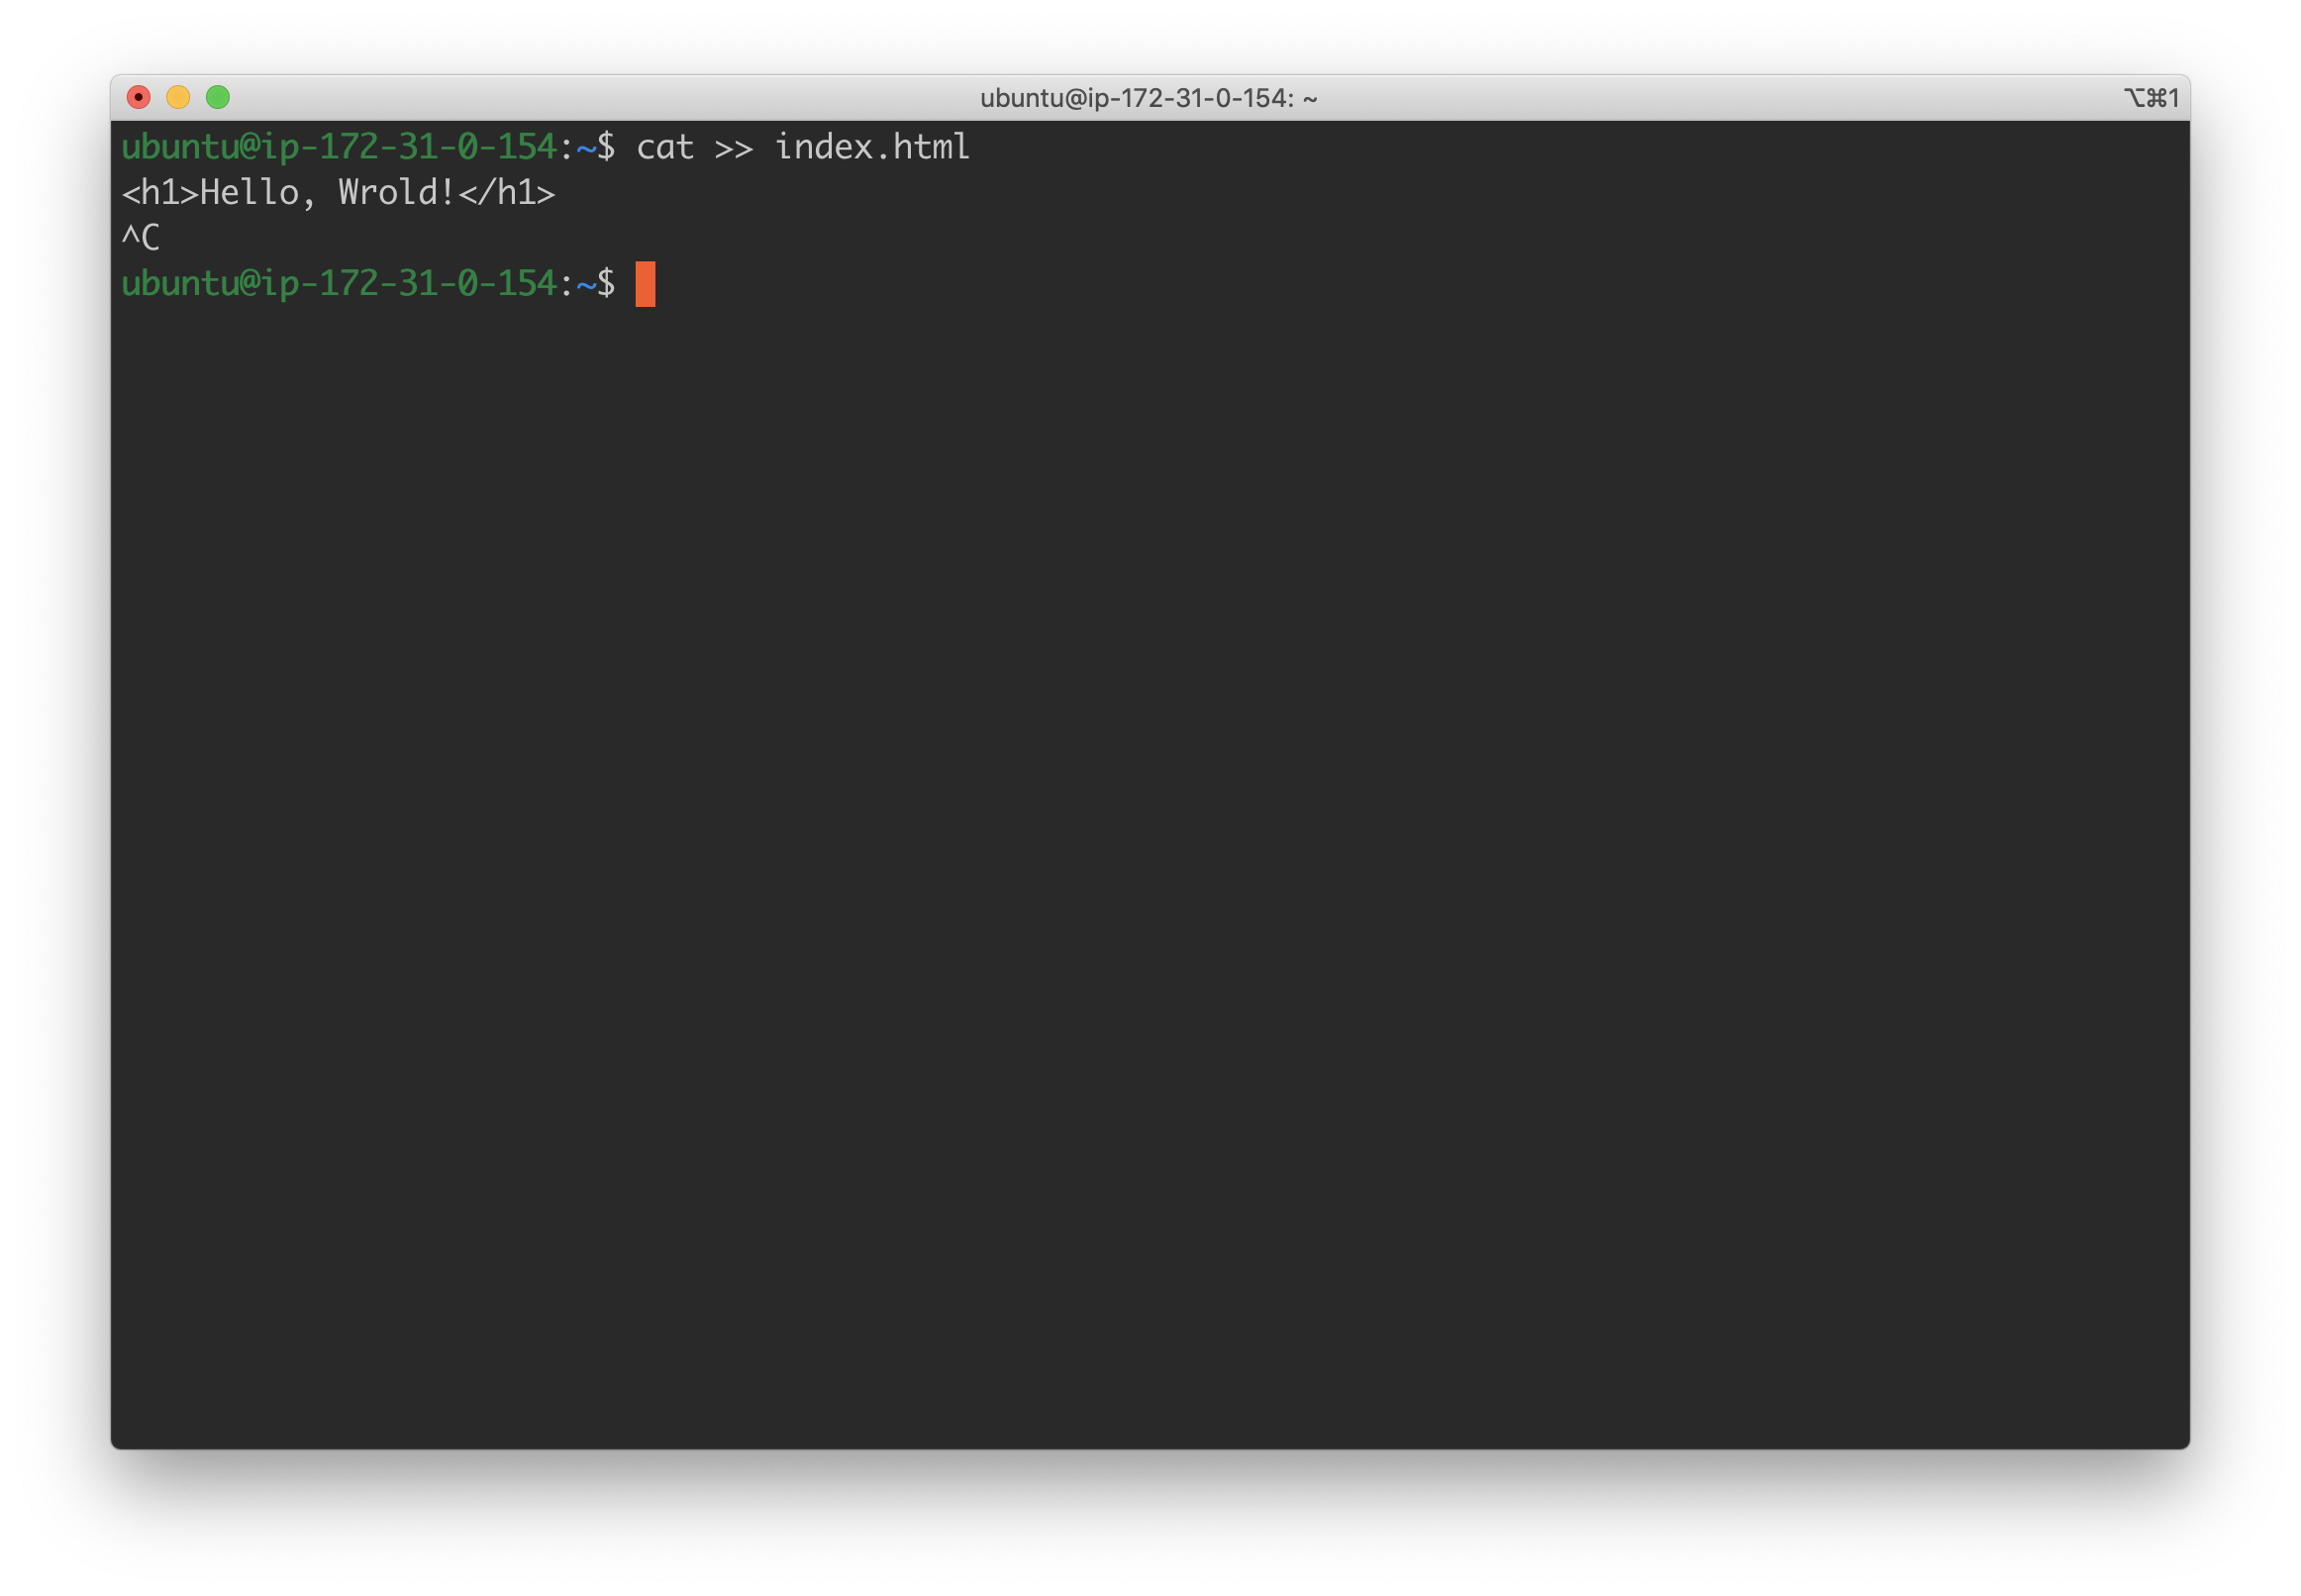 ubuntu@ip-172-31-0-154: ~
⌥⌘1
ubuntu@ip-172-31-0-154:~$ cat >> index.html
<h1>Hello, Wrold!</h1>
^C
ubuntu@ip-172-31-0-154:~$